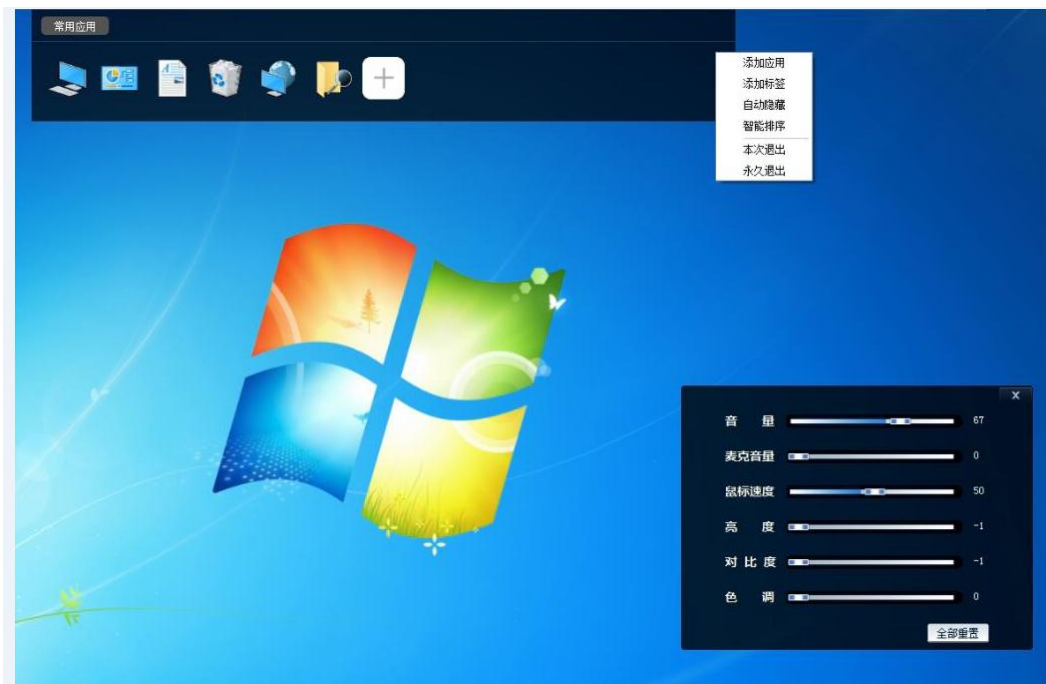 常用应用
添加应用
添加标签
自动隐藏
智能排序
本次退出
永久退出
X
音 量 67
麦克音量 0
鼠标速度 50
亮 度 -1
对 比 度 -1
色 调 0
全部重置